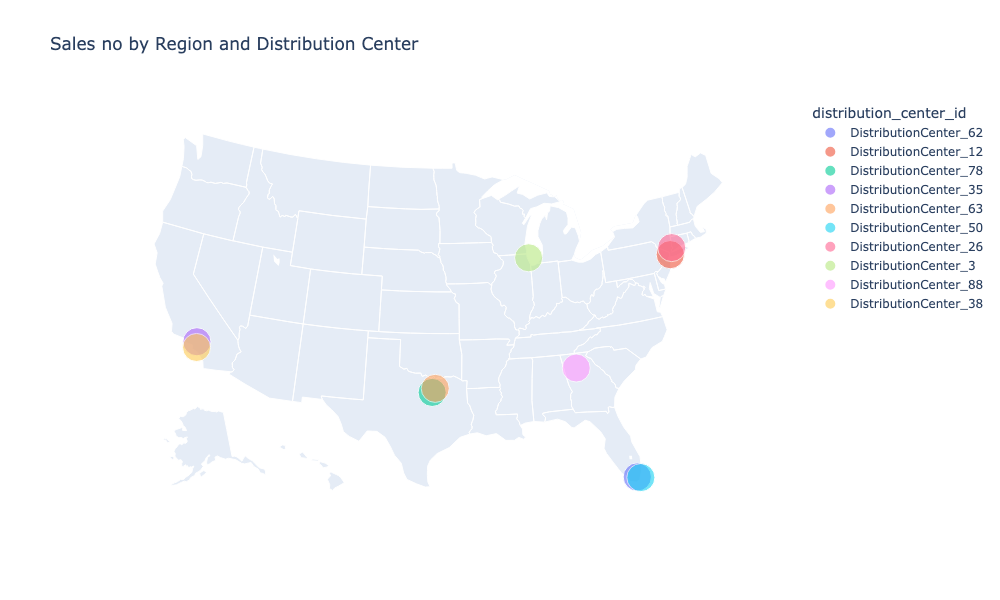 Sales no by Region and Distribution Center
distribution_center_id
DistributionCenter_62
DistributionCenter_12
DistributionCenter_78
DistributionCenter_35
DistributionCenter_63
DistributionCenter_50
DistributionCenter_26
DistributionCenter_3
DistributionCenter_88
DistributionCenter_38